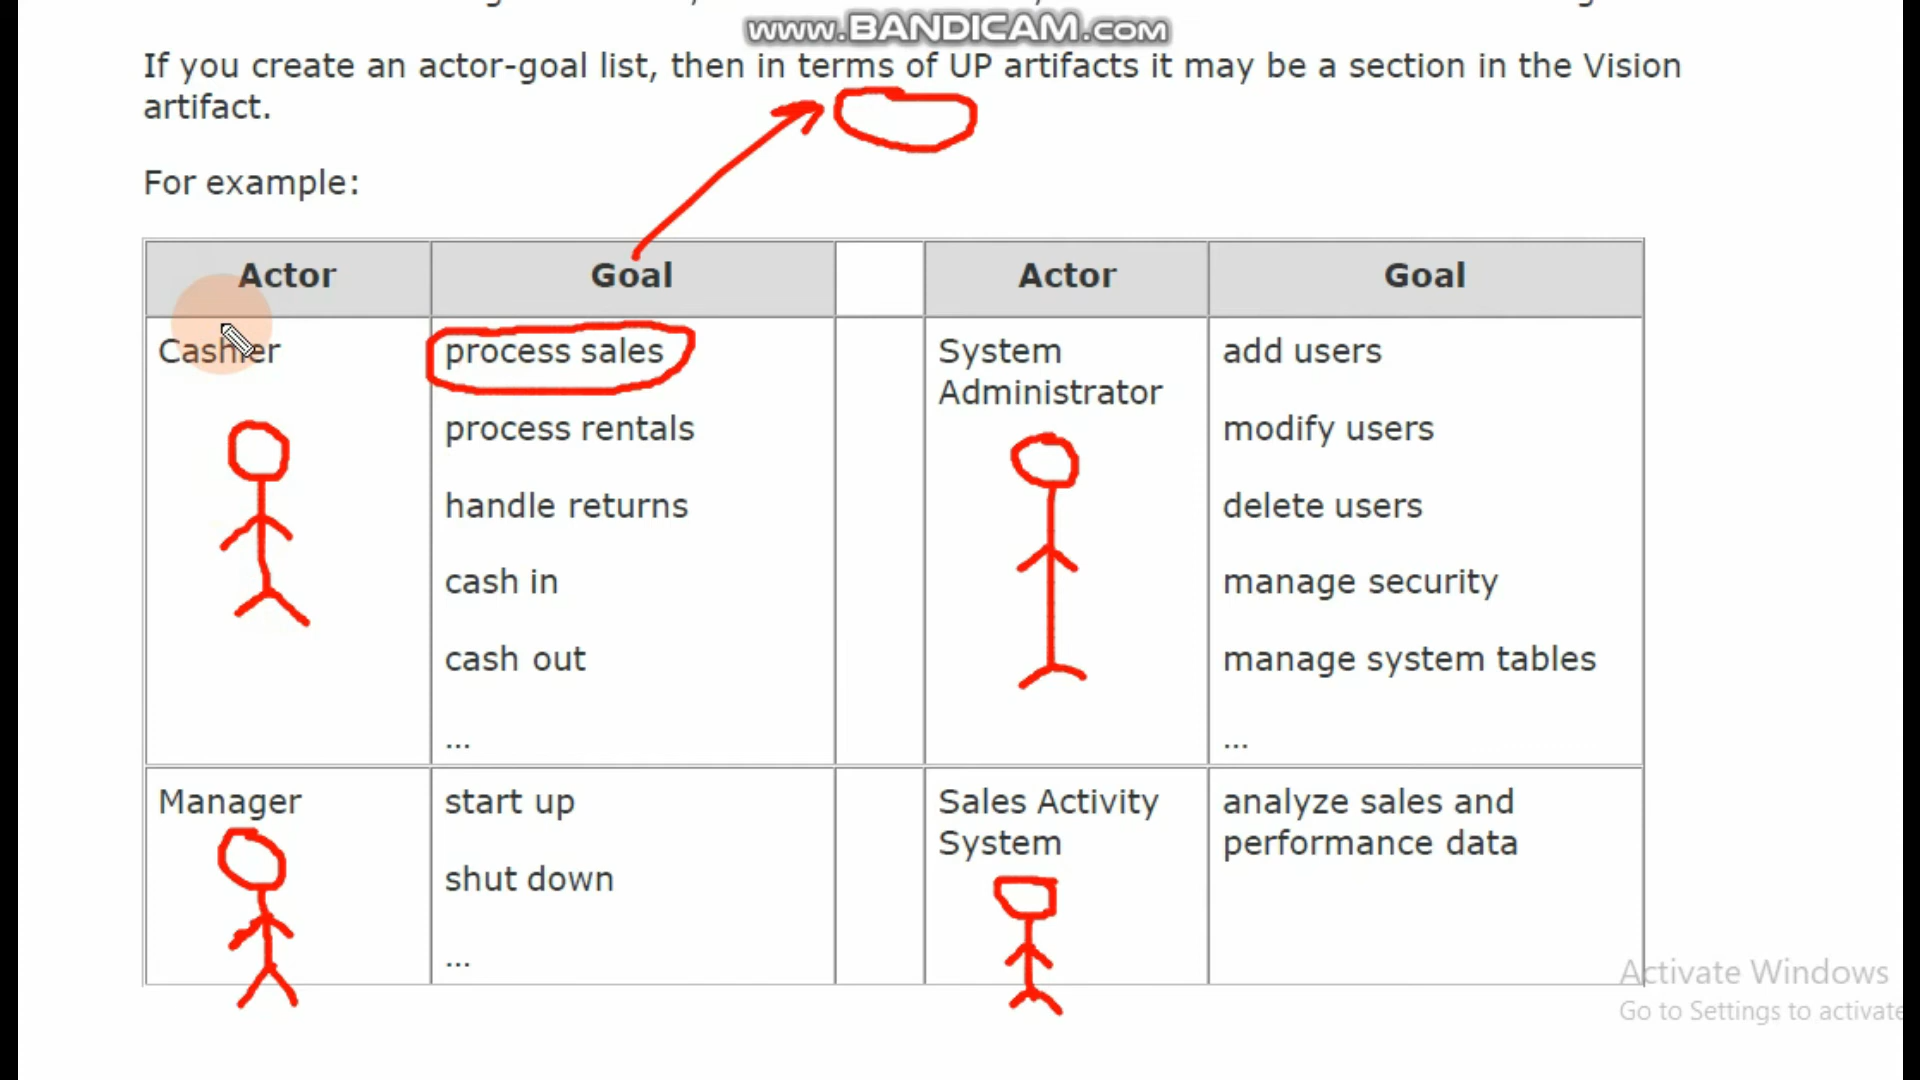 www.BANDICAM.com
If you create an actor-goal list, then in terms of UP artifacts it may be a section in the Vision
artifact.
For example:
Actor Goal Actor Goal
Cashier process sales System add users
Administrator
process rentals modify users
handle returns delete users
cash in manage security
cash out manage system tables
... ...
Manager start up Sales Activity analyze sales and
System performance data
shut down
...
Activate Windows
Go to Settings to activate